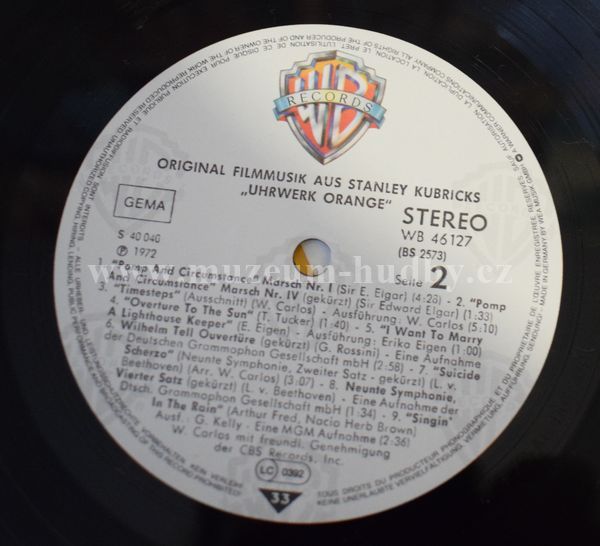 WB
RECORDS
ORIGINAL FILMMUSIK AUS STANLEY KUBRICKS
„UHRWERK ORANGE“
GEMA
STEREO
WB 46127
(BS 2573)
S 40 040
Ⓟ 1972
Seite 2
1. "Pomp And Circumstance" Marsch Nr. I (Sir E. Elgar) (4:28) - 2. "Pomp
And Circumstance" Marsch Nr. IV (gekürzt) (Sir Edward Elgar) (1:33)
3. "Timesteps" (Ausschnitt) (W. Carlos) - Ausführung: W. Carlos (5:10)
4. "Overture To The Sun" (T. Tucker) (1:40) - 5. "I Want To Marry
A Lighthouse Keeper" (E. Eigen) - Ausführung: Erika Eigen (1:00)
6. Wilhelm Tell Ouvertüre (gekürzt) (G. Rossini) - Eine Aufnahme
der Deutschen Grammophon Gesellschaft mbH (2:58) - 7. "Suicide
Scherzo" (Neunte Symphonie, Zweiter Satz - gekürzt) (L. v.
Beethoven) (Arr. W. Carlos) (3:07) - 8. Neunte Symphonie,
Vierter Satz (gekürzt) (L. v. Beethoven) - Eine Aufnahme der
Dtsch. Grammophon Gesellschaft mbH (1:34) - 9. "Singin'
In The Rain" (Arthur Fred, Nacio Herb Brown)
Ausf.: G. Kelly - Eine MGM Aufnahme (2:36)
W. Carlos mit freundl. Genehmigung
der CBS Records, Inc.
LC 0392
33
www.muzeum-hudby.cz